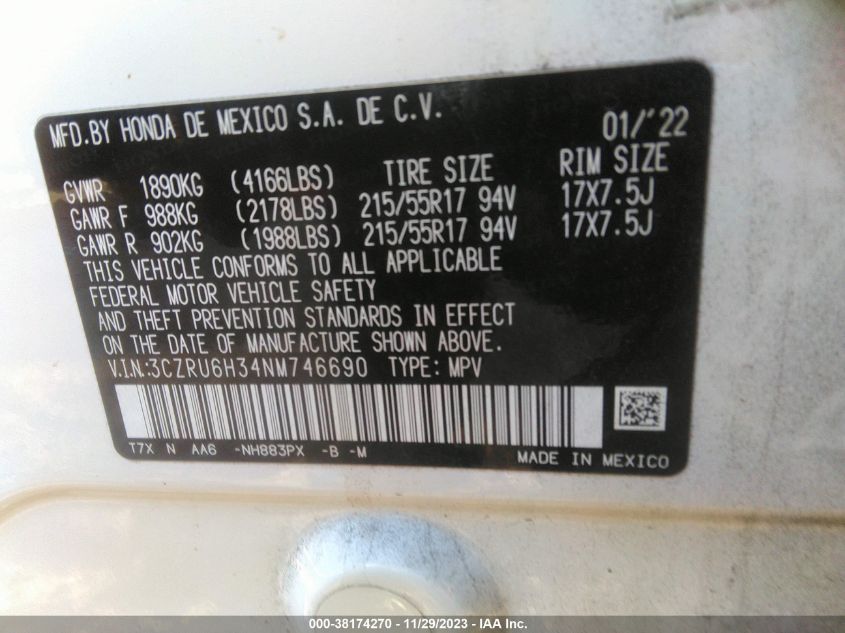 MFD.BY HONDA DE MEXICO S.A. DE C.V. 01/'22
GVWR 1890KG (4166LBS) TIRE SIZE RIM SIZE
GAWR F 988KG (2178LBS) 215/55R17 94V 17X7.5J
GAWR R 902KG (1988LBS) 215/55R17 94V 17X7.5J
THIS VEHICLE CONFORMS TO ALL APPLICABLE
FEDERAL MOTOR VEHICLE SAFETY
AND THEFT PREVENTION STANDARDS IN EFFECT
ON THE DATE OF MANUFACTURE SHOWN ABOVE.
V.I.N.:3CZRU6H34NM746690 TYPE: MPV
T7X N AA6 -NH883PX -B -M MADE IN MEXICO
000-38174270 - 11/29/2023 - IAA Inc.